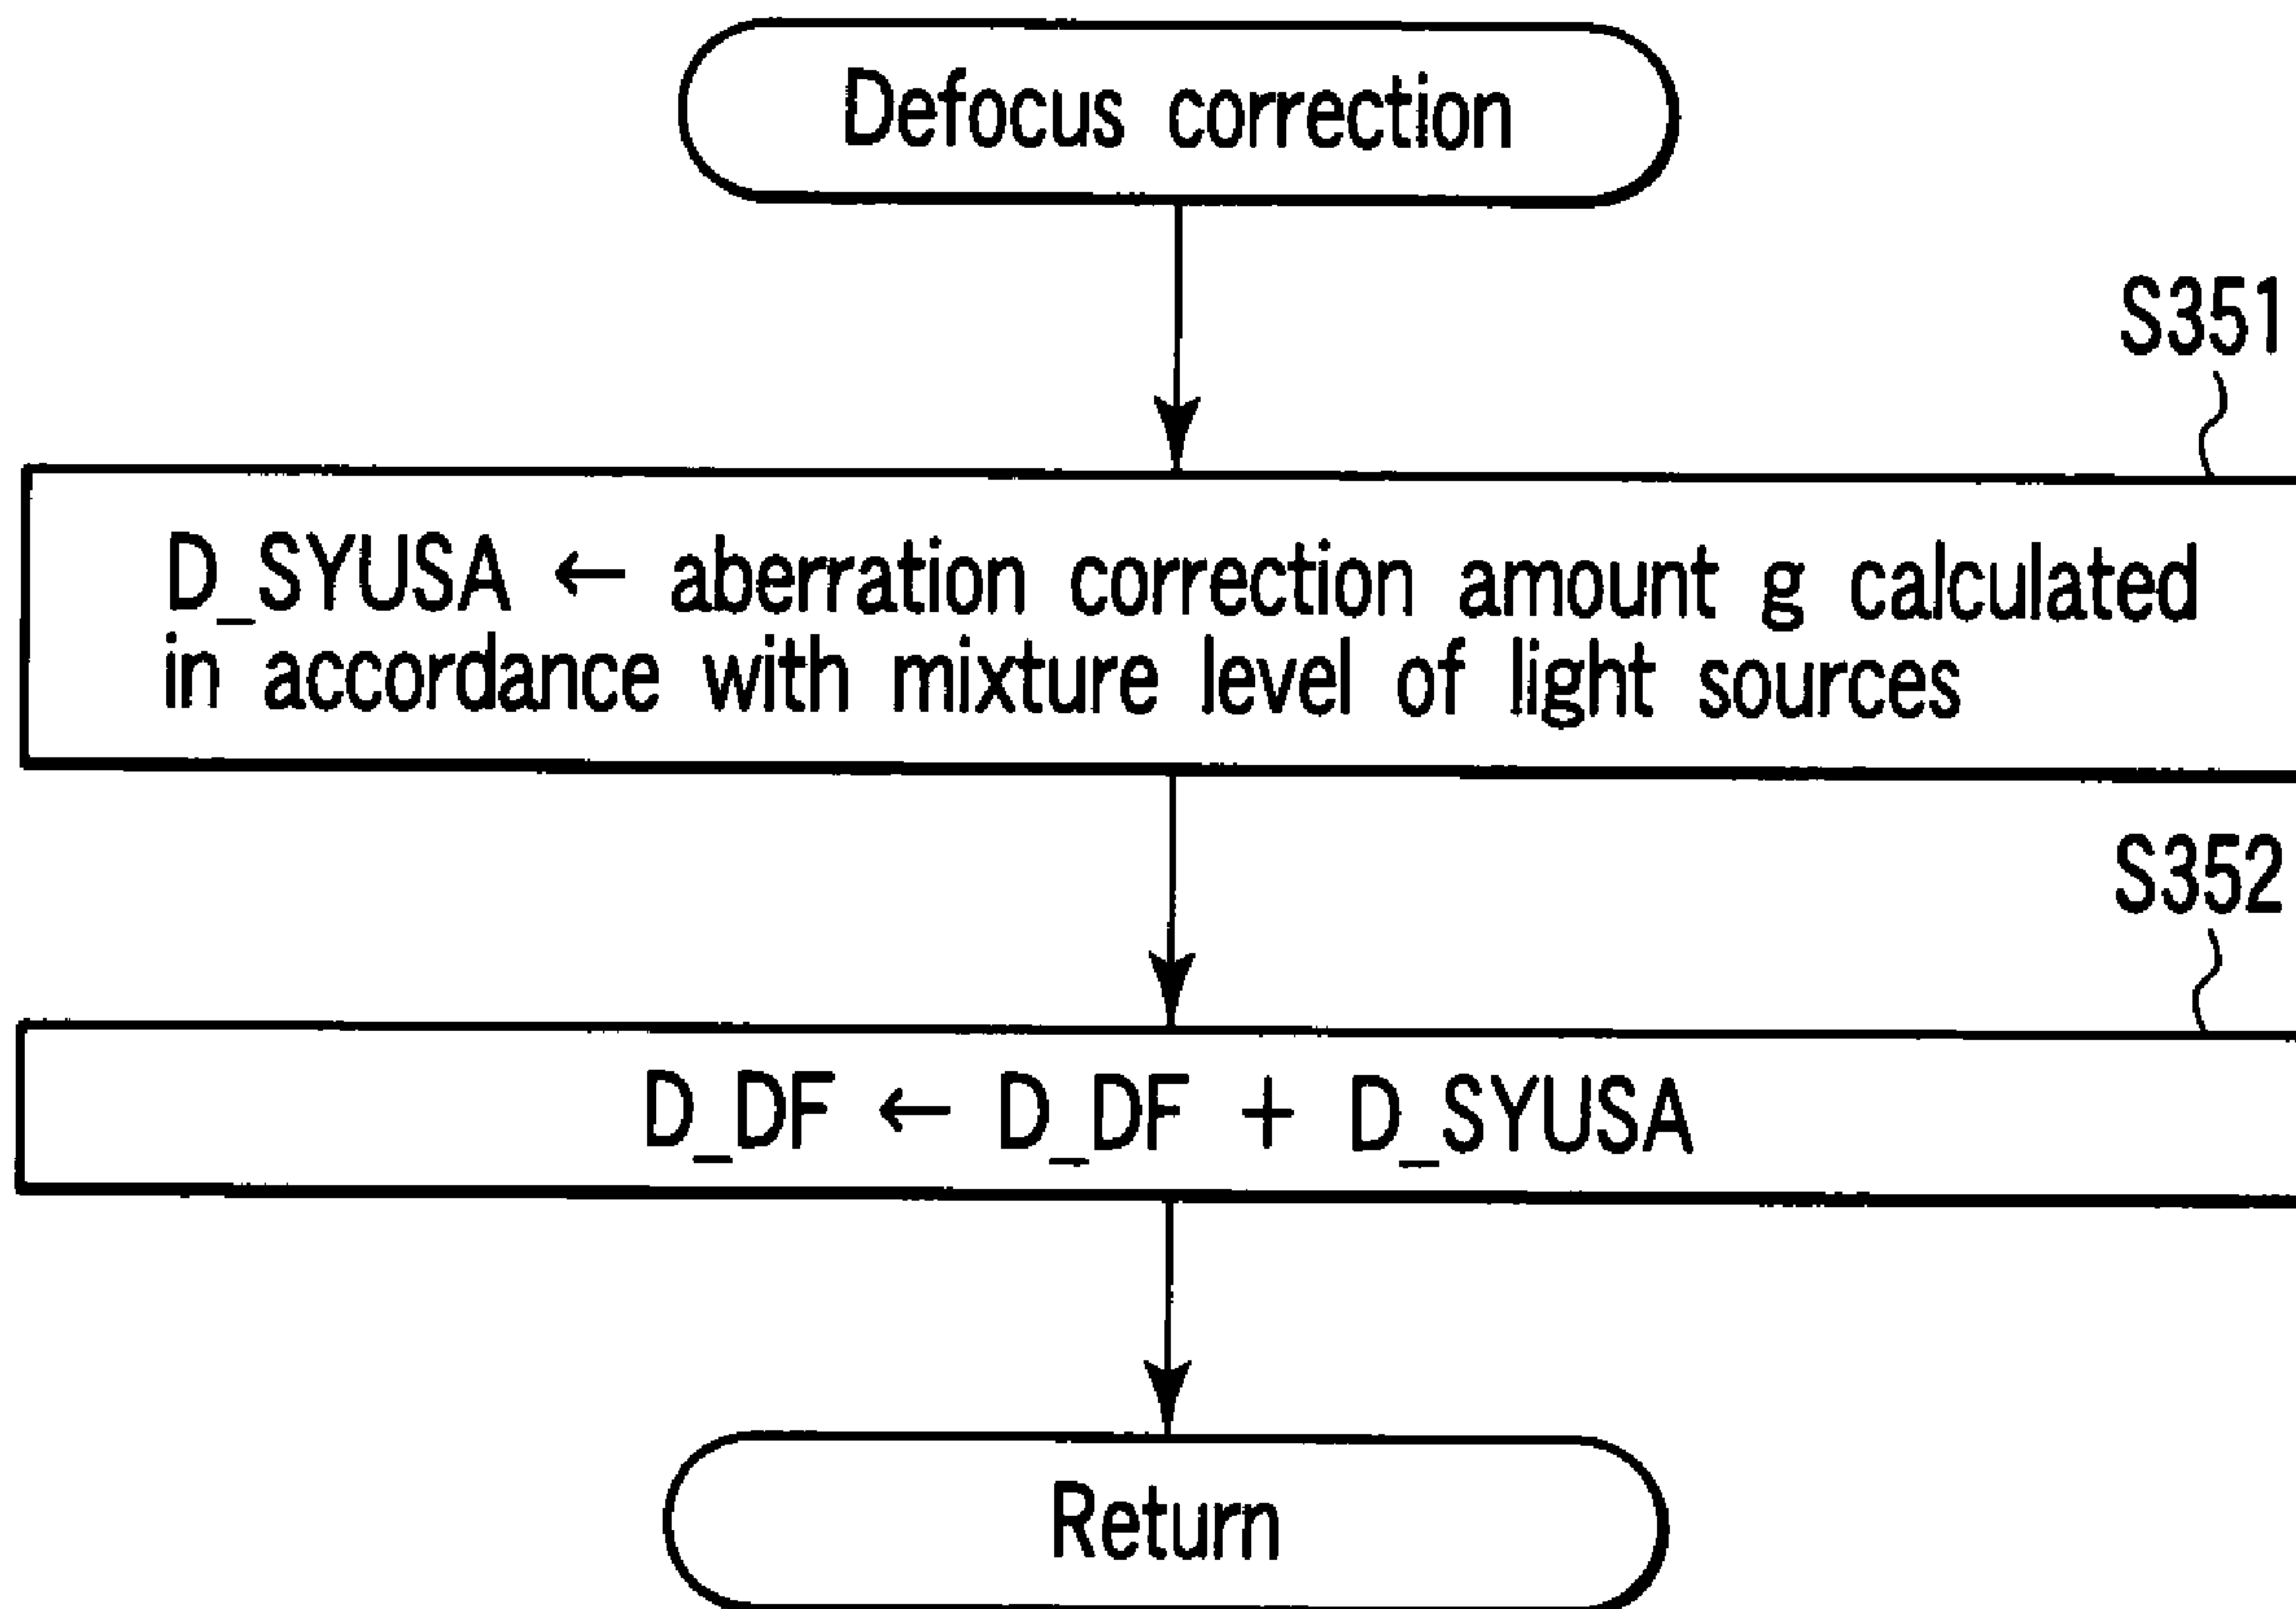 Defocus correction
S351
D_SYUSA ← aberration correction amount g calculated
in accordance with mixture level of light sources
S352
D_DF ← D_DF + D_SYUSA
Return